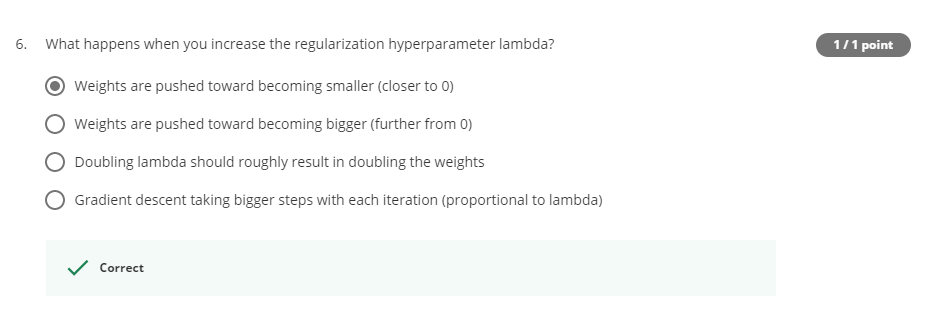 6. What happens when you increase the regularization hyperparameter lambda?
1 / 1 point
Weights are pushed toward becoming smaller (closer to 0)
Weights are pushed toward becoming bigger (further from 0)
Doubling lambda should roughly result in doubling the weights
Gradient descent taking bigger steps with each iteration (proportional to lambda)
Correct